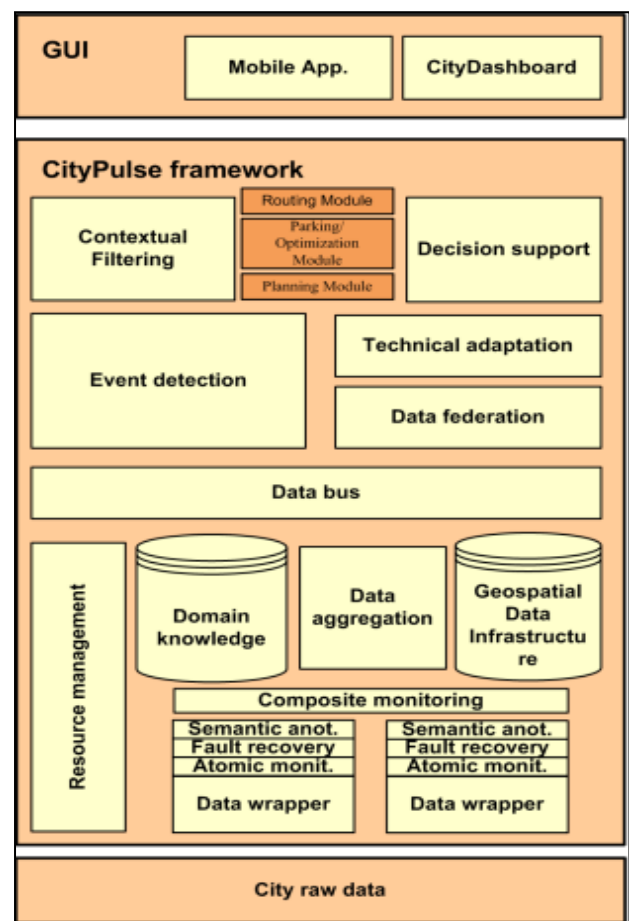 GUI
Mobile App.
CityDashboard
CityPulse framework
Contextual
Filtering
Routing Module
Parking/
Optimization
Module
Planning Module
Decision support
Event detection
Technical adaptation
Data federation
Data bus
Resource management
Domain
knowledge
Data
aggregation
Geospatial
Data
Infrastructu
re
Composite monitoring
Semantic anot.
Fault recovery
Atomic monit.
Data wrapper
Semantic anot.
Fault recovery
Atomic monit.
Data wrapper
City raw data